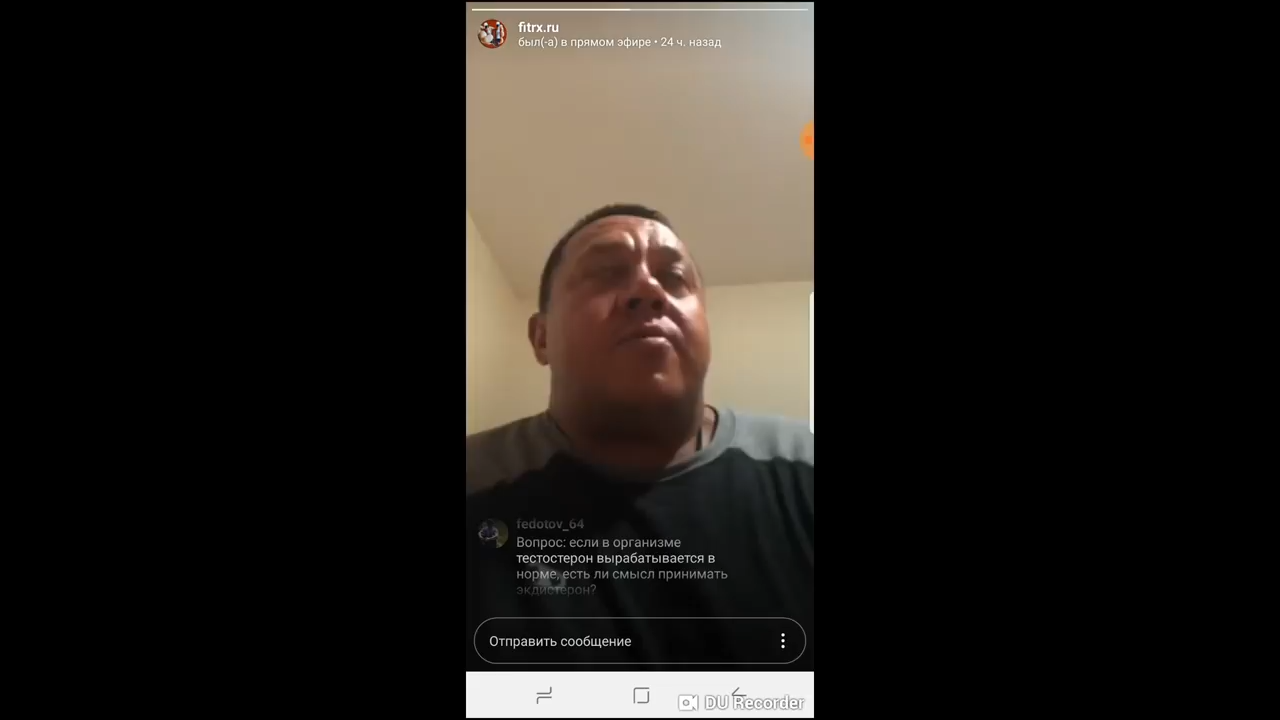 fitrx.ru
был(-а) в прямом эфире • 24 ч. назад
fedotov_64
Вопрос: если в организме
тестостерон вырабатывается в
норме, есть ли смысл принимать
экдистерон?
Отправить сообщение
DU Recorder